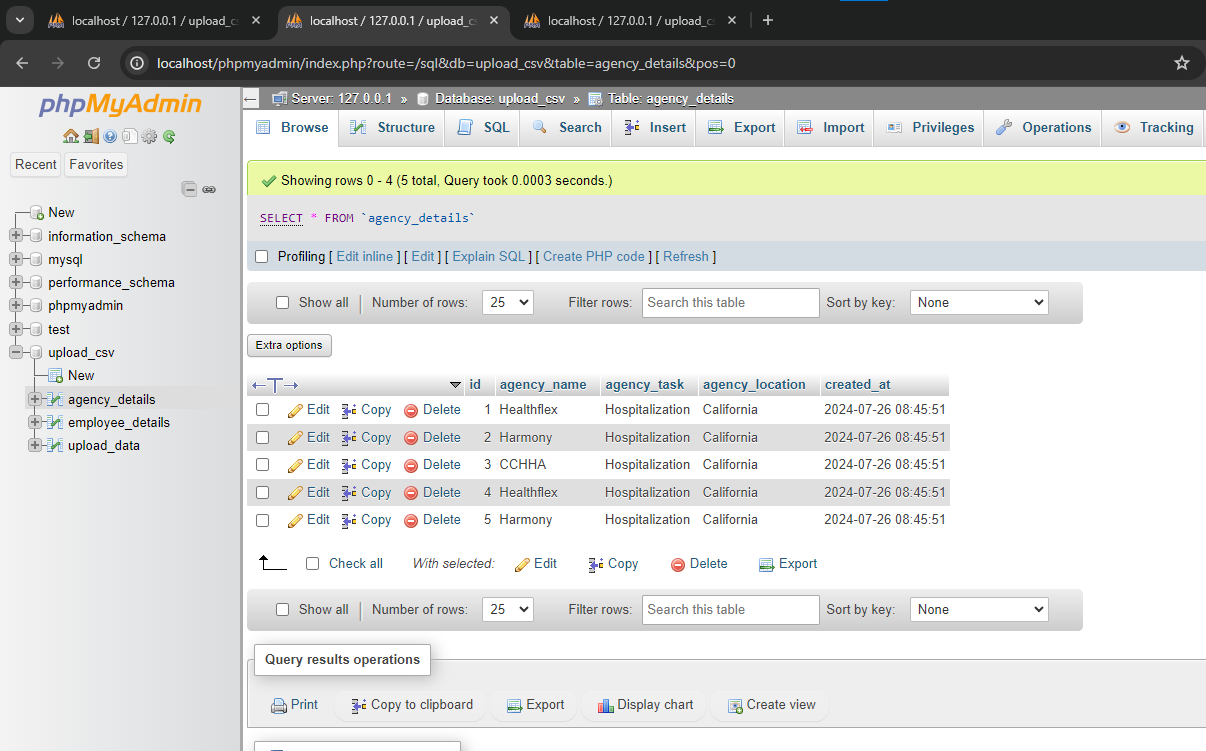 localhost / 127.0.0.1 / upload_c
localhost / 127.0.0.1 / upload_c
localhost / 127.0.0.1 / upload_c
localhost/phpmyadmin/index.php?route=/sql&db=upload_csv&table=agency_details&pos=0
phpMyAdmin
Recent Favorites
New
information_schema
mysql
performance_schema
phpmyadmin
test
upload_csv
New
agency_details
employee_details
upload_data
Server: 127.0.0.1 » Database: upload_csv » Table: agency_details
Browse Structure SQL Search Insert Export Import Privileges Operations Tracking
Showing rows 0 - 4 (5 total, Query took 0.0003 seconds.)
SELECT * FROM `agency_details`
Profiling [ Edit inline ] [ Edit ] [ Explain SQL ] [ Create PHP code ] [ Refresh ]
Show all Number of rows: 25 Filter rows: Search this table Sort by key: None
Extra options
←T→ id agency_name agency_task agency_location created_at
Edit Copy Delete 1 Healthflex Hospitalization California 2024-07-26 08:45:51
Edit Copy Delete 2 Harmony Hospitalization California 2024-07-26 08:45:51
Edit Copy Delete 3 CCHHA Hospitalization California 2024-07-26 08:45:51
Edit Copy Delete 4 Healthflex Hospitalization California 2024-07-26 08:45:51
Edit Copy Delete 5 Harmony Hospitalization California 2024-07-26 08:45:51
Check all With selected: Edit Copy Delete Export
Show all Number of rows: 25 Filter rows: Search this table Sort by key: None
Query results operations
Print Copy to clipboard Export Display chart Create view